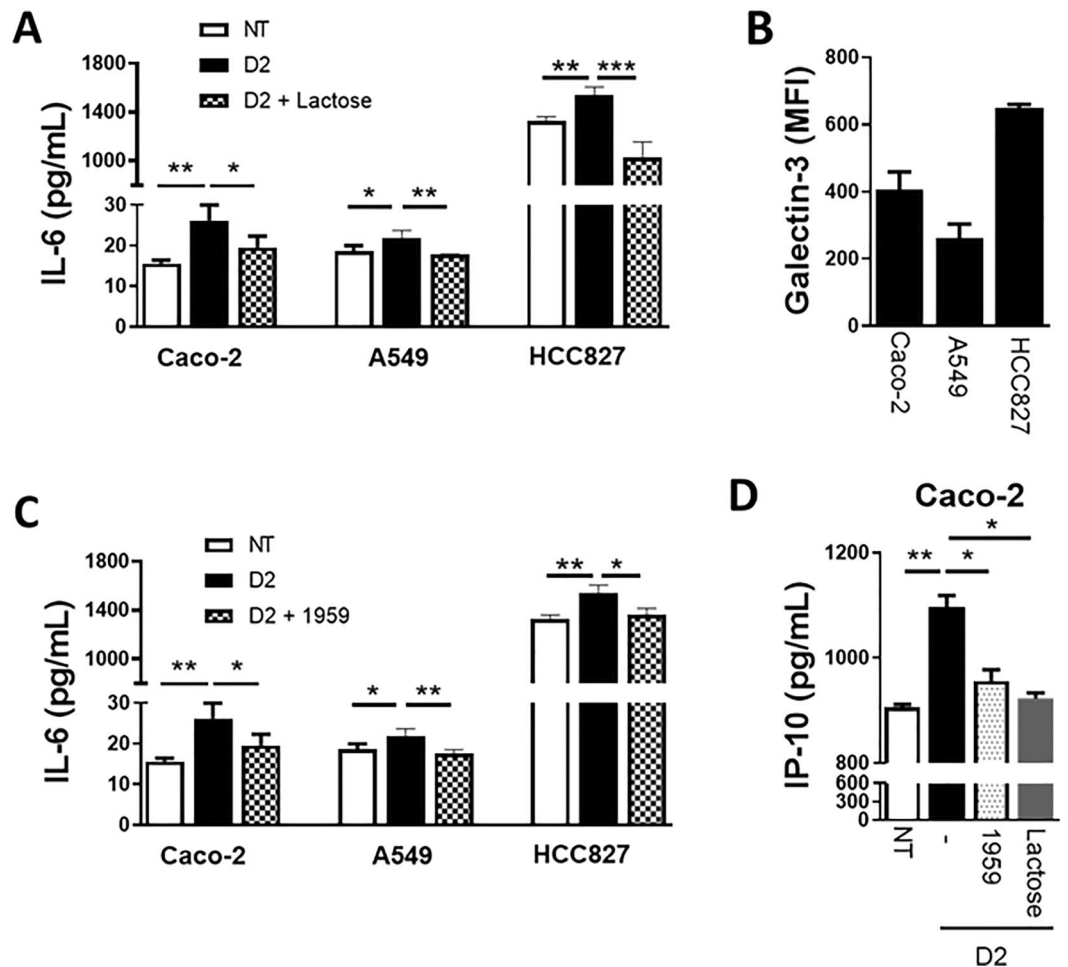 A
NT
D2
D2 + Lactose
IL-6 (pg/mL)
1800
1400
1000
30
20
10
0
** *
* **
** ***
Caco-2 A549 HCC827
B
Galectin-3 (MFI)
800
600
400
200
0
Caco-2
A549
HCC827
C
NT
D2
D2 + 1959
IL-6 (pg/mL)
1800
1400
1000
30
20
10
0
** *
* **
** *
Caco-2 A549 HCC827
D
Caco-2
IP-10 (pg/mL)
1200
1000
800
600
300
0
*
** *
NT
-
1959
Lactose
D2